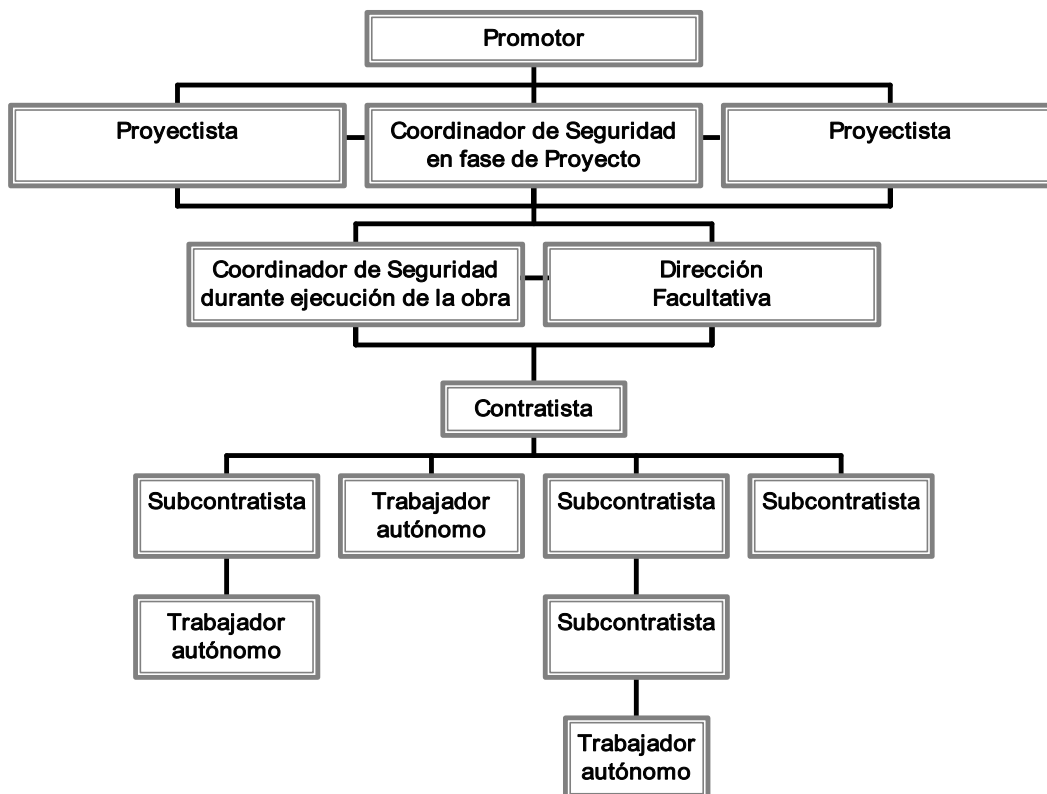 Promotor
Proyectista
Coordinador de Seguridad
en fase de Proyecto
Proyectista
Coordinador de Seguridad
durante ejecución de la obra
Dirección
Facultativa
Contratista
Subcontratista
Trabajador
autónomo
Subcontratista
Subcontratista
Trabajador
autónomo
Subcontratista
Trabajador
autónomo